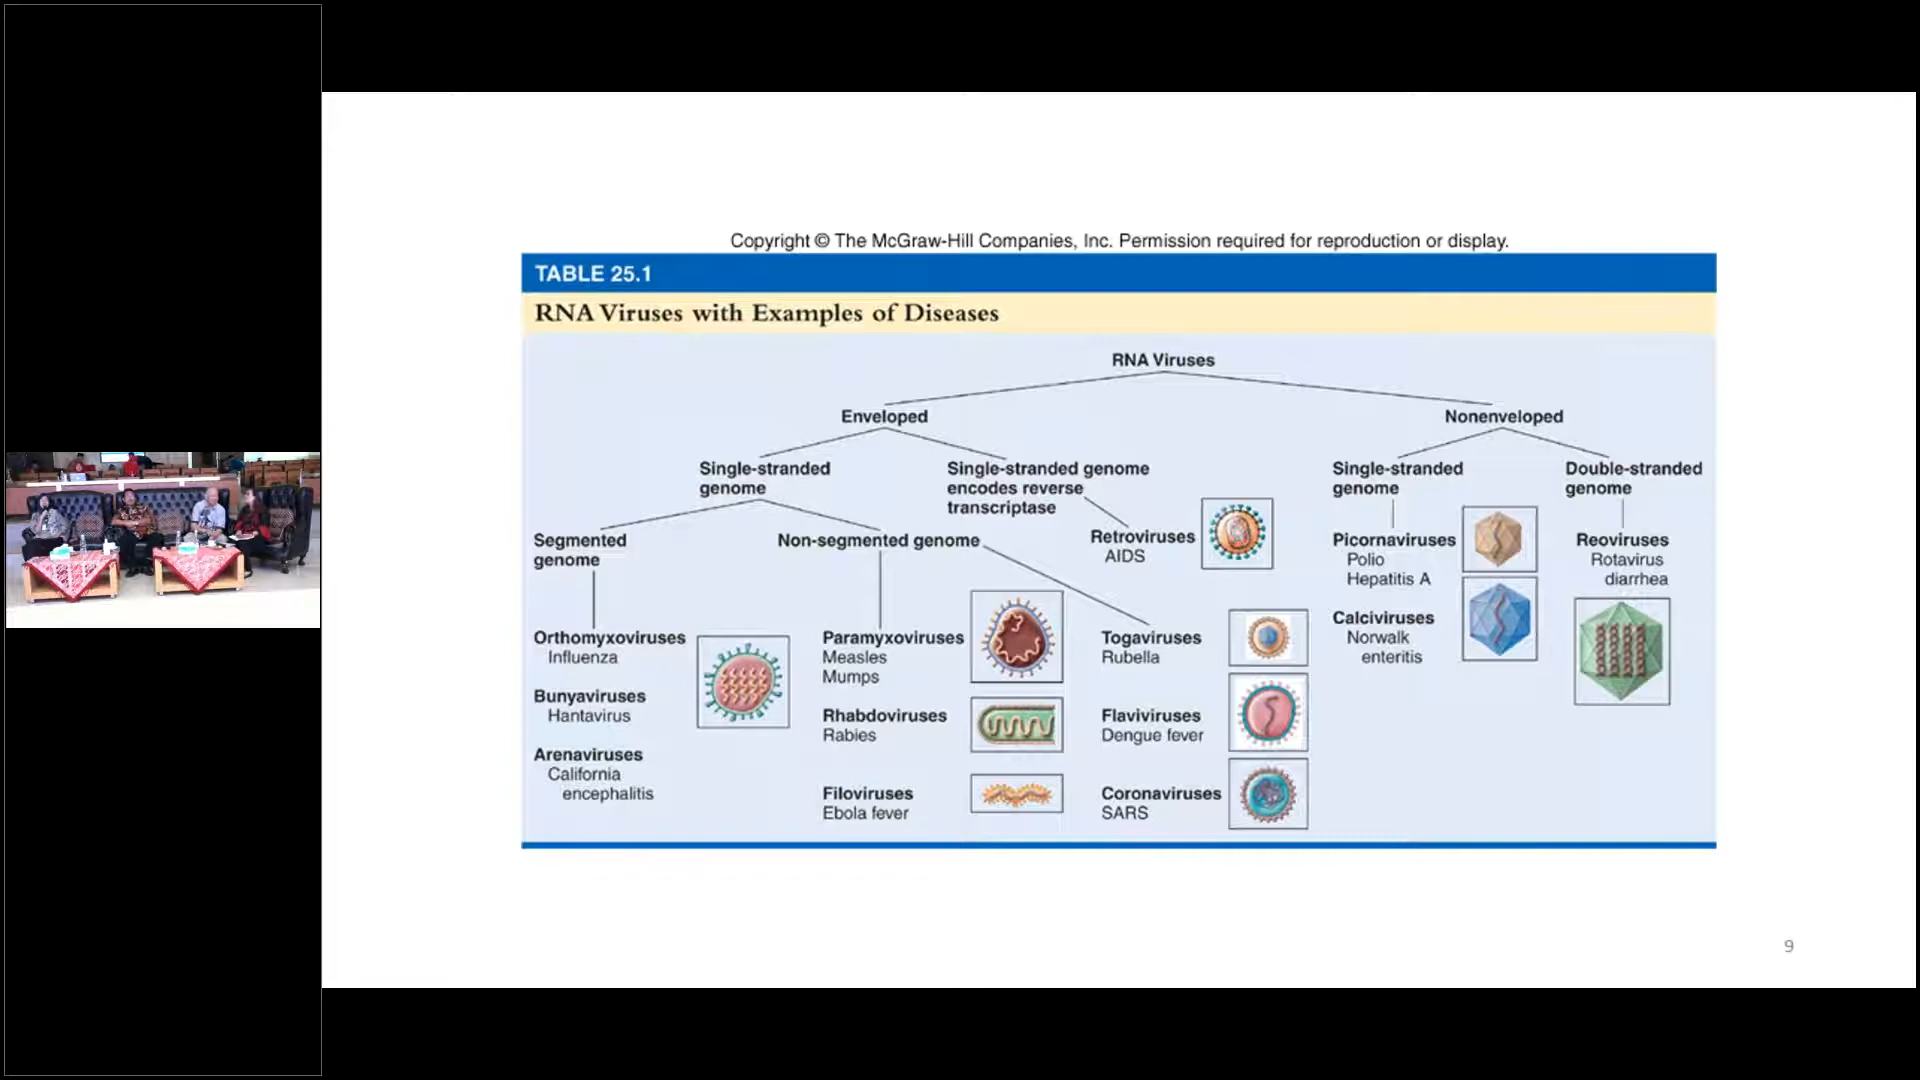 Copyright © The McGraw-Hill Companies, Inc. Permission required for reproduction or display.
TABLE 25.1
RNA Viruses with Examples of Diseases
RNA Viruses
Enveloped
Nonenveloped
Single-stranded
genome
Single-stranded genome
encodes reverse
transcriptase
Single-stranded
genome
Double-stranded
genome
Segmented
genome
Non-segmented genome
Retroviruses
AIDS
Picornaviruses
Polio
Hepatitis A
Calciviruses
Norwalk
enteritis
Reoviruses
Rotavirus
diarrhea
Orthomyxoviruses
Influenza
Bunyaviruses
Hantavirus
Arenaviruses
California
encephalitis
Paramyxoviruses
Measles
Mumps
Rhabdoviruses
Rabies
Filoviruses
Ebola fever
Togaviruses
Rubella
Flaviviruses
Dengue fever
Coronaviruses
SARS
9